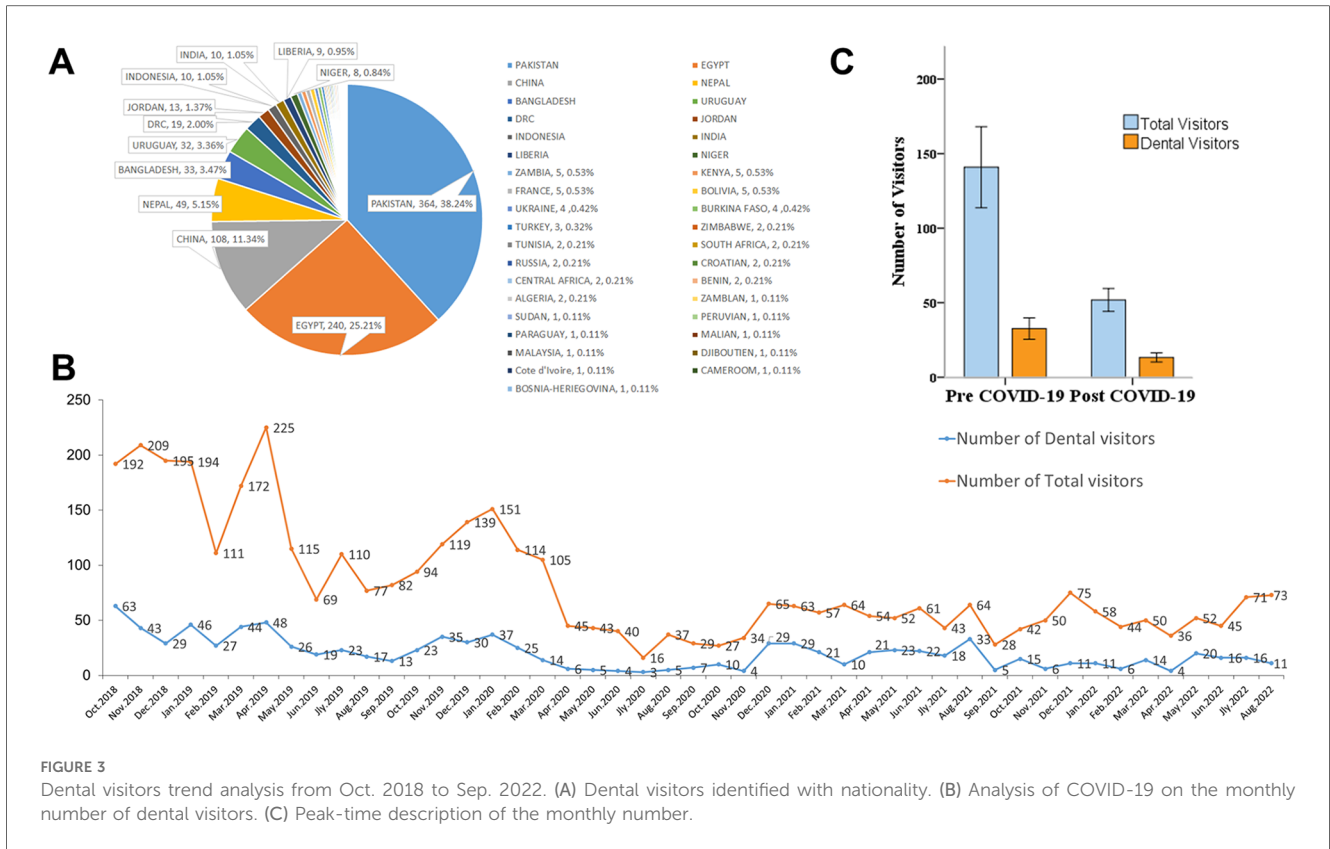 A
INDIA, 10, 1.05%
LIBERIA, 9, 0.95%
INDONESIA, 10, 1.05%
NIGER, 8, 0.84%
JORDAN, 13, 1.37%
DRC, 19, 2.00%
URUGUAY, 32, 3.36%
BANGLADESH, 33, 3.47%
NEPAL, 49, 5.15%
CHINA, 108, 11.34%
PAKISTAN, 364, 38.24%
EGYPT, 240, 25.21%
PAKISTAN EGYPT
CHINA NEPAL
BANGLADESH URUGUAY
DRC JORDAN
INDONESIA INDIA
LIBERIA NIGER
ZAMBIA, 5, 0.53% KENYA, 5, 0.53%
FRANCE, 5, 0.53% BOLIVIA, 5, 0.53%
UKRAINE, 4 ,0.42% BURKINA FASO, 4 ,0.42%
TURKEY, 3, 0.32% ZIMBABWE, 2, 0.21%
TUNISIA, 2, 0.21% SOUTH AFRICA, 2, 0.21%
RUSSIA, 2, 0.21% CROATIAN, 2, 0.21%
CENTRAL AFRICA, 2, 0.21% BENIN, 2, 0.21%
ALGERIA, 2, 0.21% ZAMBLAN, 1, 0.11%
SUDAN, 1, 0.11% PERUVIAN, 1, 0.11%
PARAGUAY, 1, 0.11% MALIAN, 1, 0.11%
MALAYSIA, 1, 0.11% DJIBOUTIEN, 1, 0.11%
Cote d'Ivoire, 1, 0.11% CAMEROOM, 1, 0.11%
BOSNIA-HERIEGOVINA, 1, 0.11%
C
Number of Visitors
200
150
100
50
0
Total Visitors
Dental Visitors
Pre COVID-19 Post COVID-19
B
250
200
150
100
50
0
192 209 195 194 111 172 225 115 69 110 77 82 94 119 139 151 114 105 45 43 40 16 37 29 27 34 65 63 57 64 54 52 61 43 64 28 42 50 75 58 44 50 36 52 45 71 73
63 43 29 46 27 44 48 26 19 23 17 13 23 35 30 37 25 14 6 5 4 3 5 7 10 4 29 29 21 10 21 23 22 18 33 5 15 6 11 11 6 14 4 20 16 16 11
Oct.2018 Nov.2018 Dec.2018 Jan.2019 Feb.2019 Mar.2019 Apr.2019 May.2019 Jun.2019 Jly.2019 Aug.2019 Sep.2019 Oct.2019 Nov.2019 Dec.2019 Jan.2020 Feb.2020 Mar.2020 Apr.2020 May.2020 Jun.2020 Jly.2020 Aug.2020 Sep.2020 Oct.2020 Nov.2020 Dec.2020 Jan.2021 Feb.2021 Mar.2021 Apr.2021 May.2021 Jun.2021 Jly.2021 Aug.2021 Sep.2021 Oct.2021 Nov.2021 Dec.2021 Jan.2022 Feb.2022 Mar.2022 Apr.2022 May.2022 Jun.2022 Jly.2022 Aug.2022
Number of Dental visitors
Number of Total visitors
FIGURE 3
Dental visitors trend analysis from Oct. 2018 to Sep. 2022. (A) Dental visitors identified with nationality. (B) Analysis of COVID-19 on the monthly
number of dental visitors. (C) Peak-time description of the monthly number.